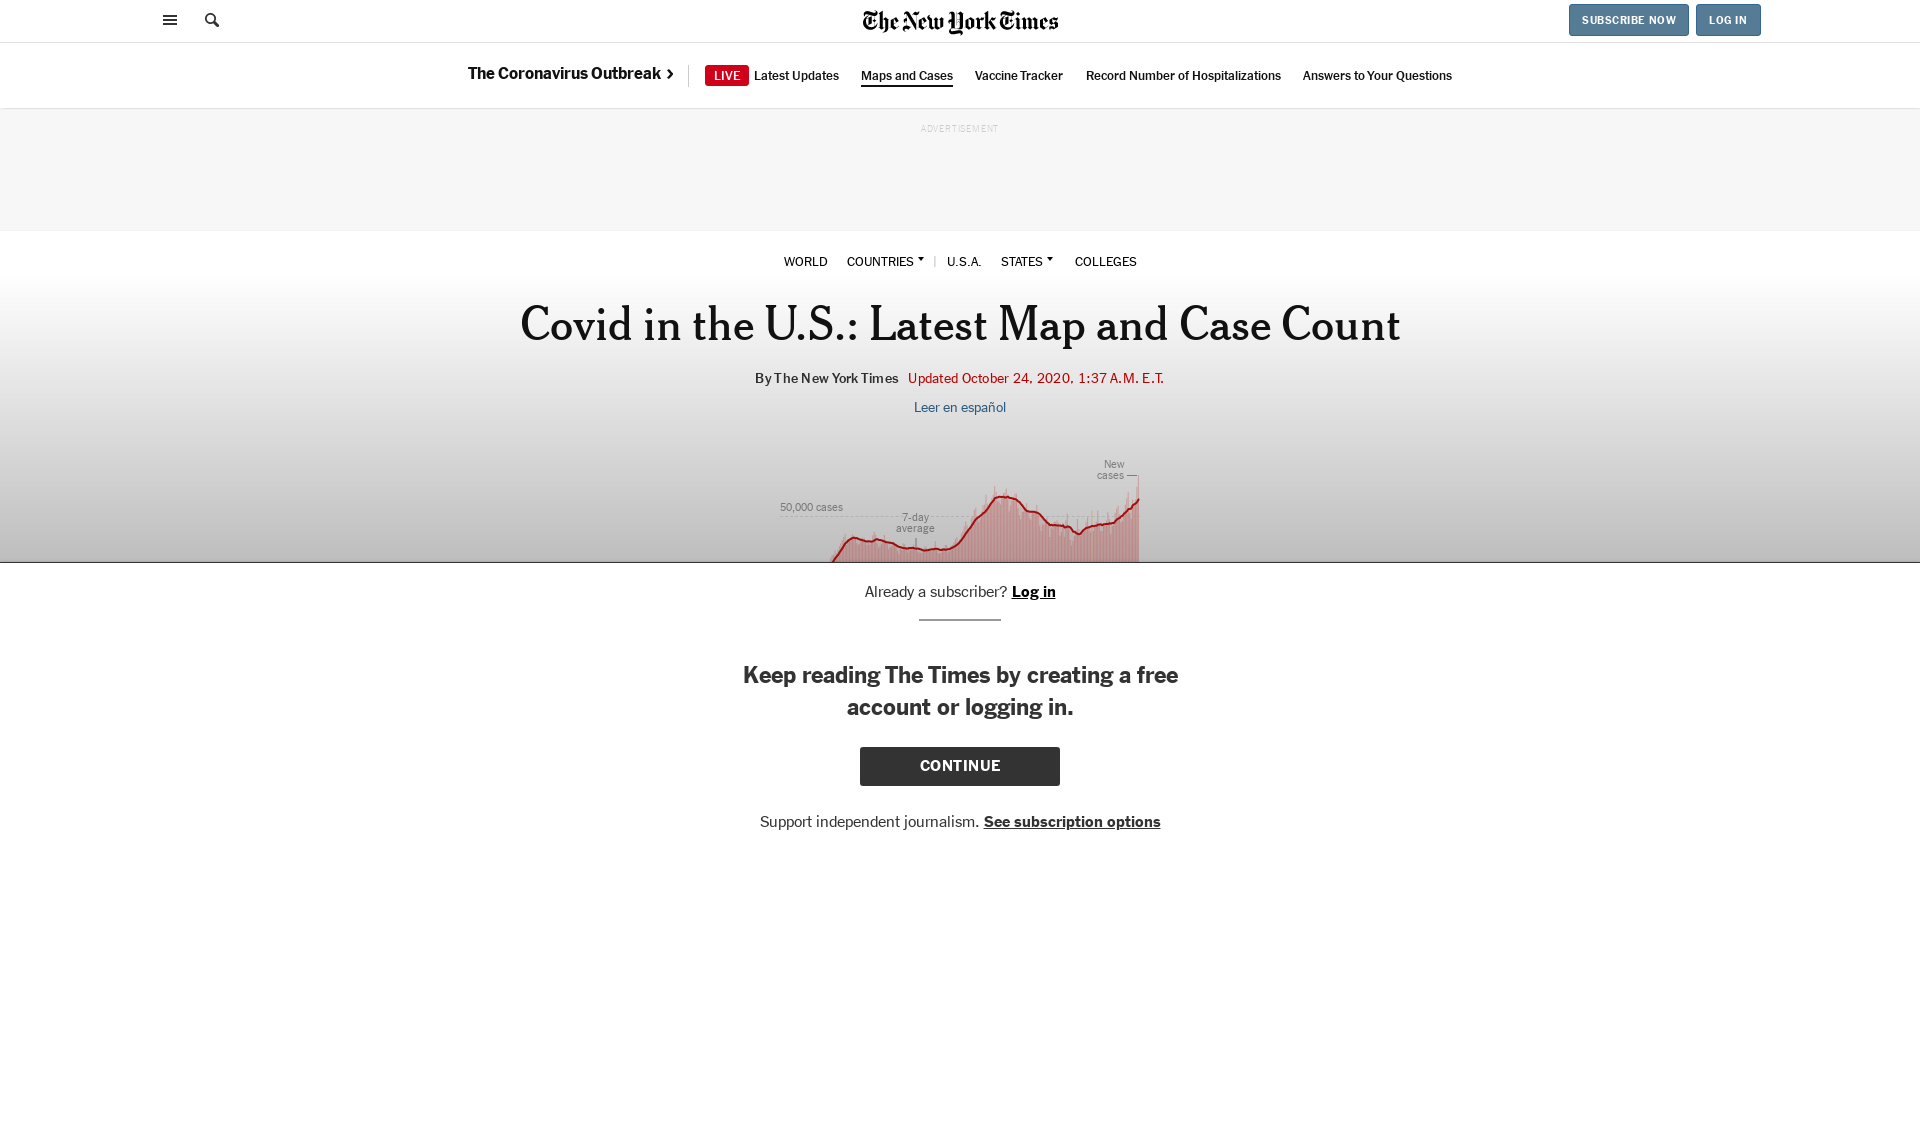 The New York Times
SUBSCRIBE NOW
LOG IN
The Coronavirus Outbreak
LIVE Latest Updates
Maps and Cases
Vaccine Tracker
Record Number of Hospitalizations
Answers to Your Questions
ADVERTISEMENT
WORLD
COUNTRIES
U.S.A.
STATES
COLLEGES
Covid in the U.S.: Latest Map and Case Count
By The New York Times Updated October 24, 2020, 1:37 A.M. E.T.
Leer en español
New
cases
50,000 cases
7-day
average
Already a subscriber? Log in
Keep reading The Times by creating a free
account or logging in.
CONTINUE
Support independent journalism. See subscription options